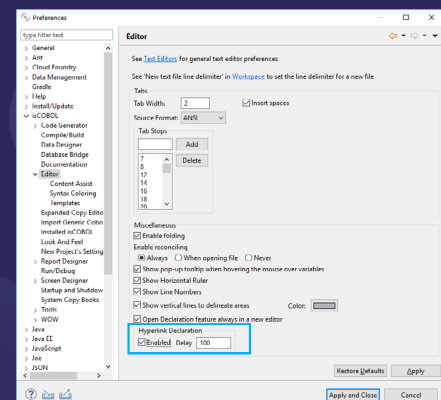 Preferences
type filter text
General
Ant
Cloud Foundry
Data Management
Gradle
Help
Install/Update
isCOBOL
Code Generator
Compile/Build
Data Designer
Database Bridge
Documentation
Editor
Content Assist
Syntax Coloring
Templates
Expanded Copy Edito
Import Generic Cobo
Installed isCOBOL
Look And Feel
New Project's Setting
Report Designer
Run/Debug
Screen Designer
Startup and Shutdow
System Copy Books
Tools
WOW
Java
Java EE
JavaScript
Joe
JSON
Editor
See Text Editors for general text editor preferences
See 'New text file line delimiter' in Workspace to set the line delimiter for a new file
Tabs
Tab Width: 2 Insert spaces
Source Format: ANSI
Tab Stops
Add
7
8
12
14
16
18
20
Delete
Miscellaneous
Enable folding
Enable reconciling
Always When opening file Never
Show pop-up tooltip when hovering the mouse over variables
Show Horizontal Ruler
Show Line Numbers
Show vertical lines to delineate areas Color:
Open Declaration feature always in a new editor
Hyperlink Declaration
Enabled Delay 100
Restore Defaults Apply
Apply and Close Cancel